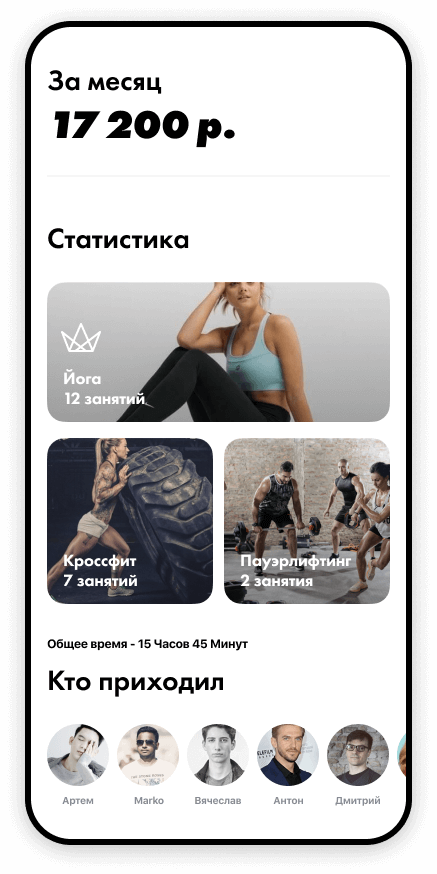 За месяц
17 200 р.
Статистика
Йога
12 занятий
Кроссфит
7 занятий
Пауэрлифтинг
2 занятия
Общее время - 15 Часов 45 Минут
Кто приходил
Артем
Marko
Вячеслав
Антон
Дмитрий